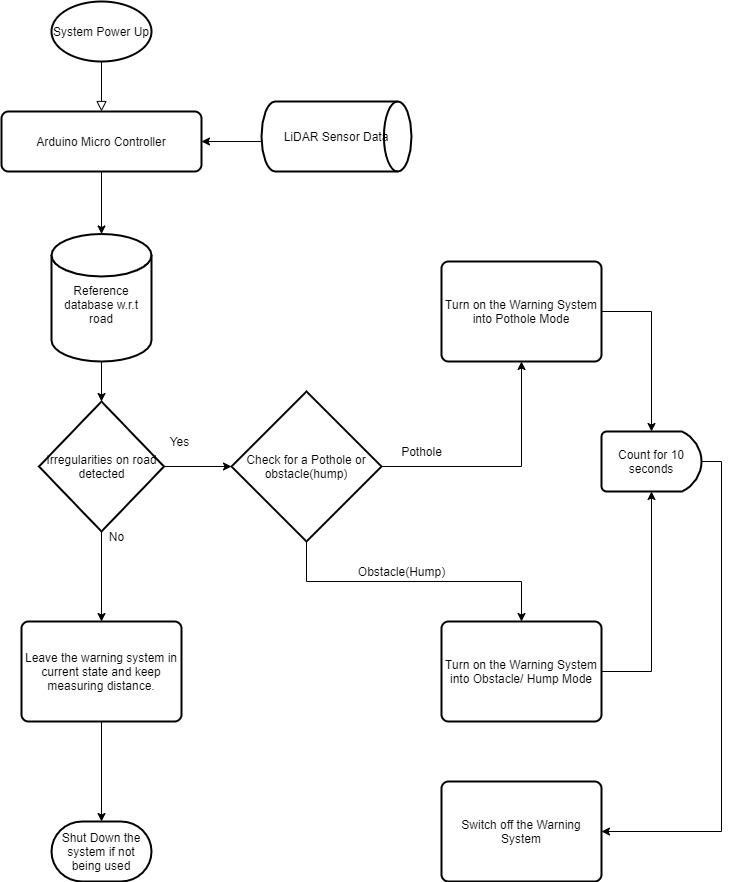 System Power Up
Arduino Micro Controller
LiDAR Sensor Data
Reference
database w.r.t
road
Turn on the Warning System
into Pothole Mode
Irregularities on road
detected
Yes
Check for a Pothole or
obstacle(hump)
Pothole
Count for 10
seconds
No
Obstacle(Hump)
Leave the warning system in
current state and keep
measuring distance.
Turn on the Warning System
into Obstacle/ Hump Mode
Shut Down the
system if not
being used
Switch off the Warning
System